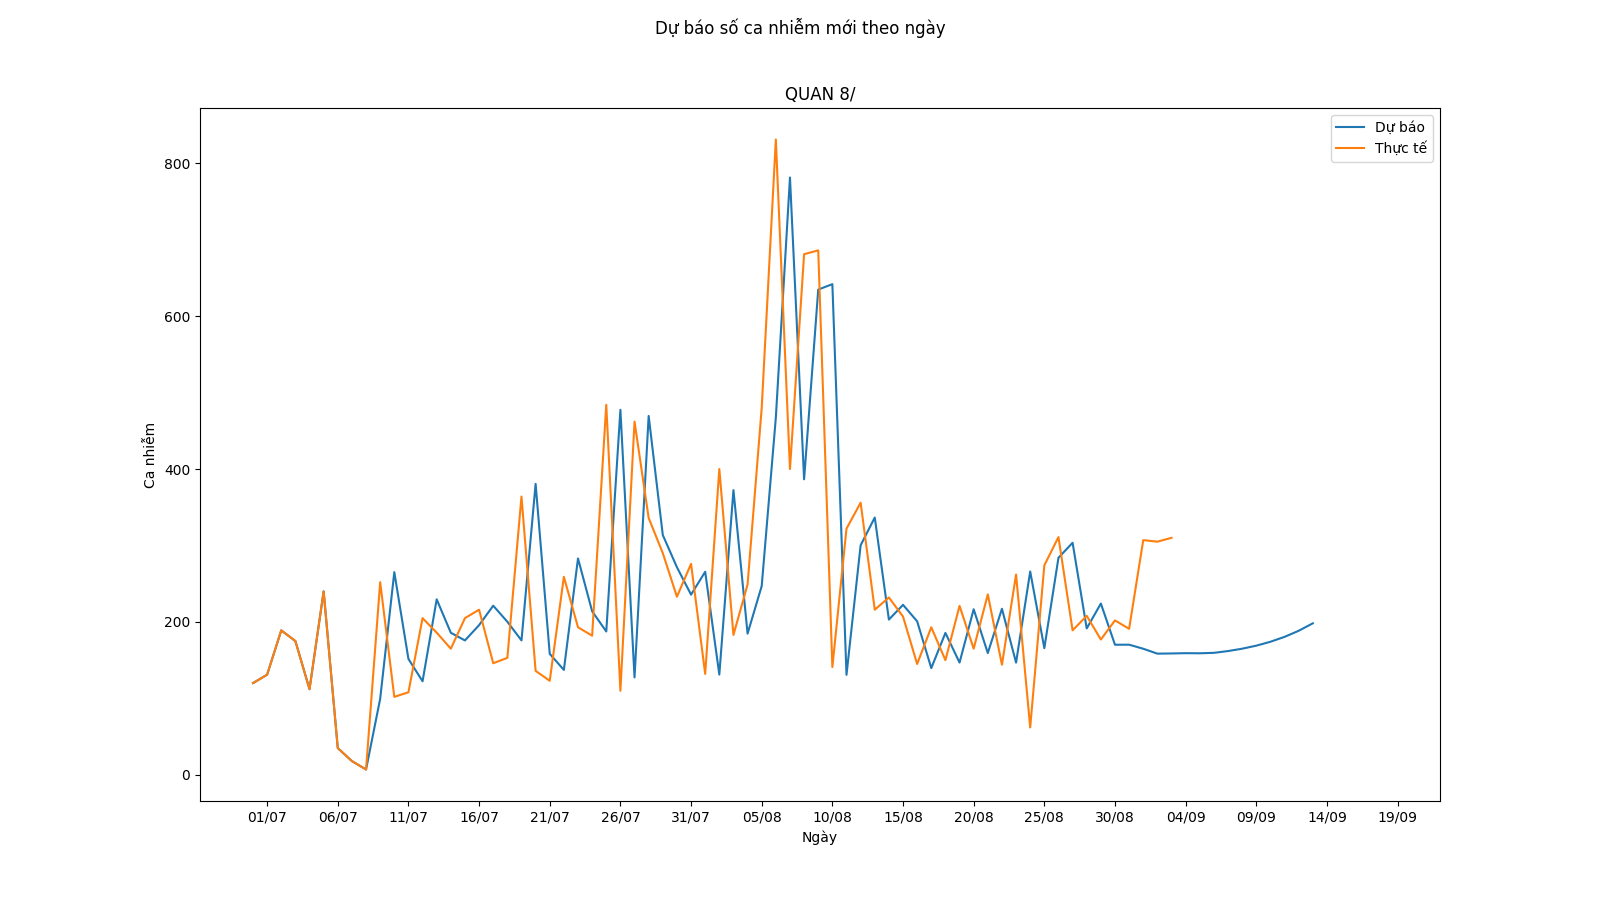 Dự báo số ca nhiễm mới theo ngày
QUAN 8/
Dự báo
Thực tế
800
600
400
200
0
Ca nhiễm
01/07 06/07 11/07 16/07 21/07 26/07 31/07 05/08 10/08 15/08 20/08 25/08 30/08 04/09 09/09 14/09 19/09
Ngày